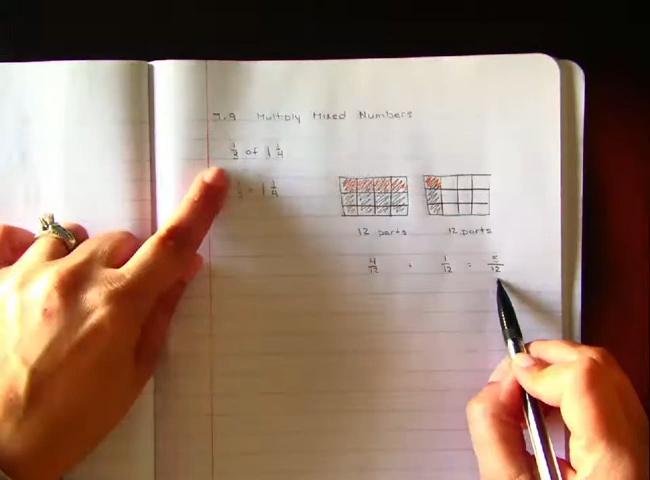 7.9 Multiply Mixed Numbers
1/3 of 1 1/4
1/3 × 1 1/4
12 parts 12 parts
4/12 + 1/12 = 5/12